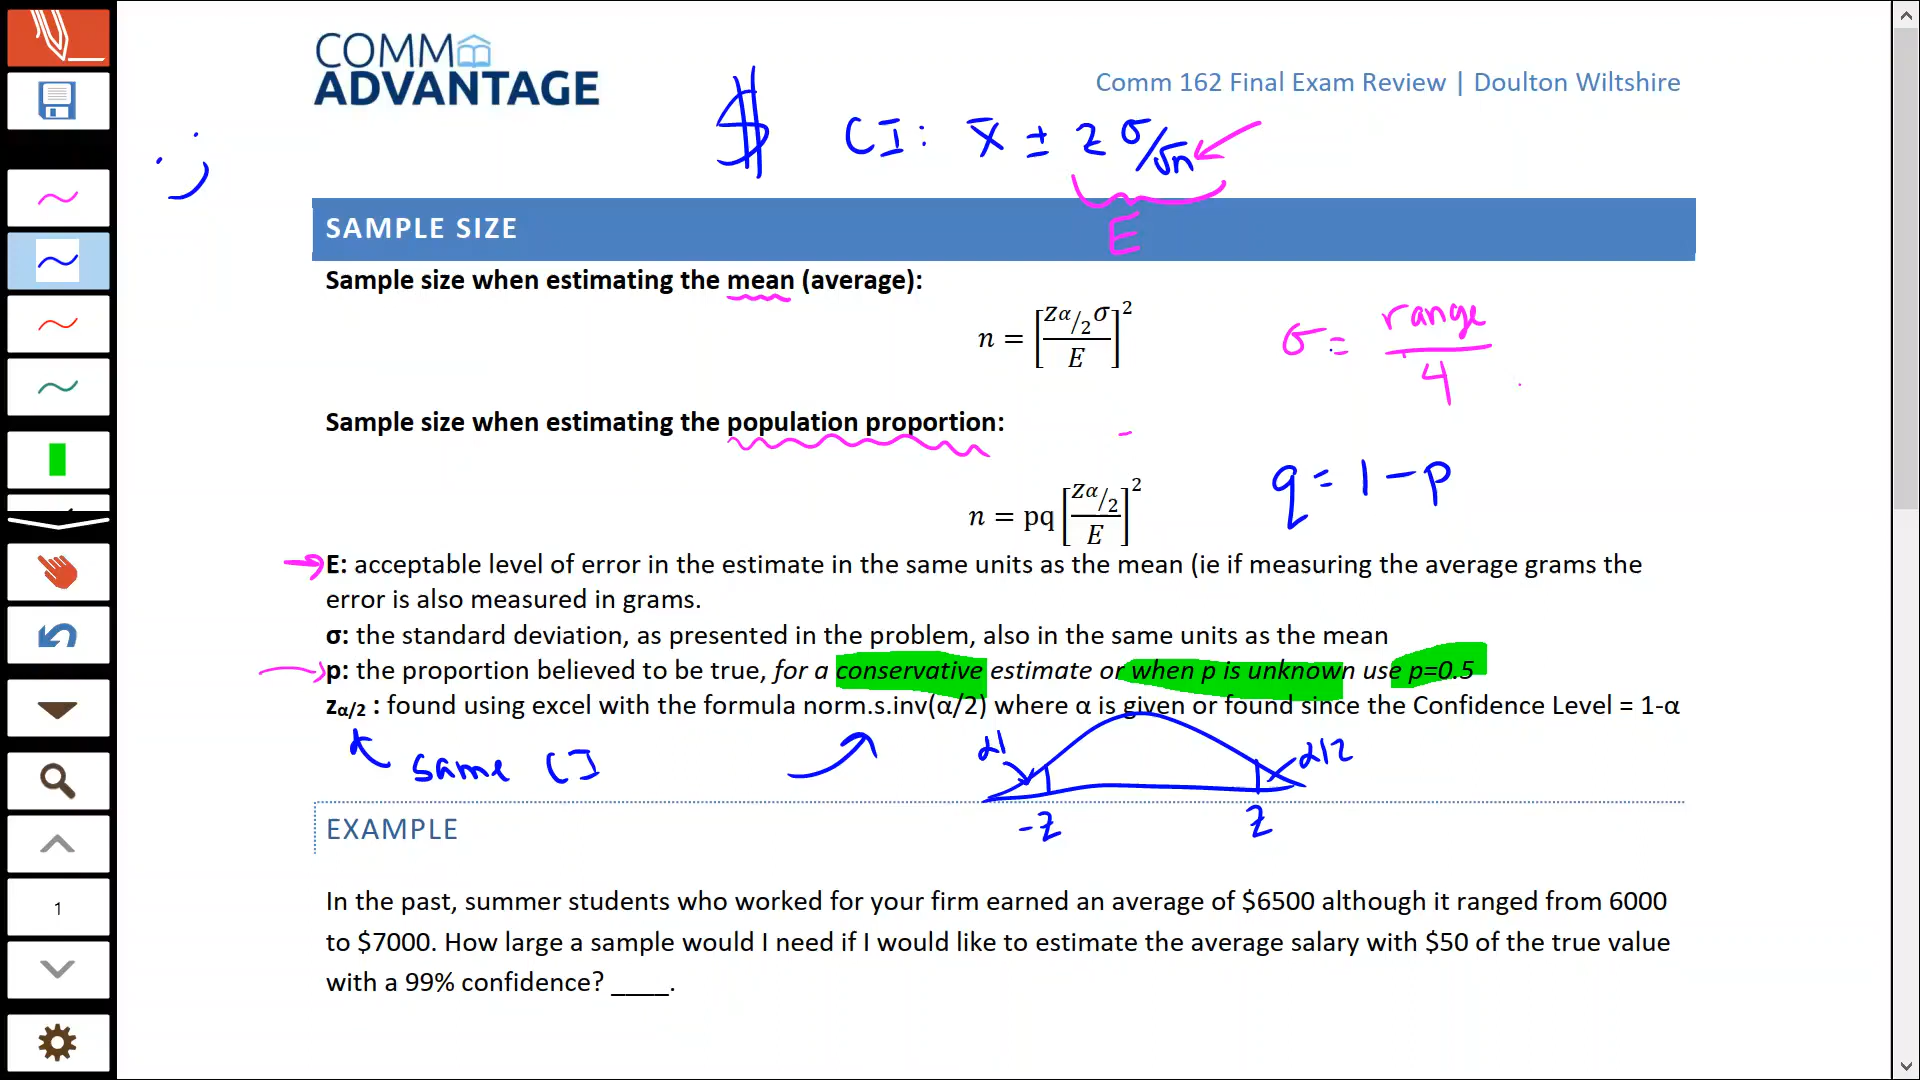 COMM
ADVANTAGE
Comm 162 Final Exam Review | Doulton Wiltshire
$ CI: x̄ ± z σ/√n
E
SAMPLE SIZE
Sample size when estimating the mean (average):
n = [zα/2 σ / E]²
σ = range / 4
Sample size when estimating the population proportion:
n = pq [zα/2 / E]²
q = 1 - p
E: acceptable level of error in the estimate in the same units as the mean (ie if measuring the average grams the
error is also measured in grams.
σ: the standard deviation, as presented in the problem, also in the same units as the mean
p: the proportion believed to be true, for a conservative estimate or when p is unknown use p=0.5
zα/2 : found using excel with the formula norm.s.inv(α/2) where α is given or found since the Confidence Level = 1-α
same CI
α/
α/2
-z
z
EXAMPLE
In the past, summer students who worked for your firm earned an average of $6500 although it ranged from 6000
to $7000. How large a sample would I need if I would like to estimate the average salary with $50 of the true value
with a 99% confidence? ____.
1